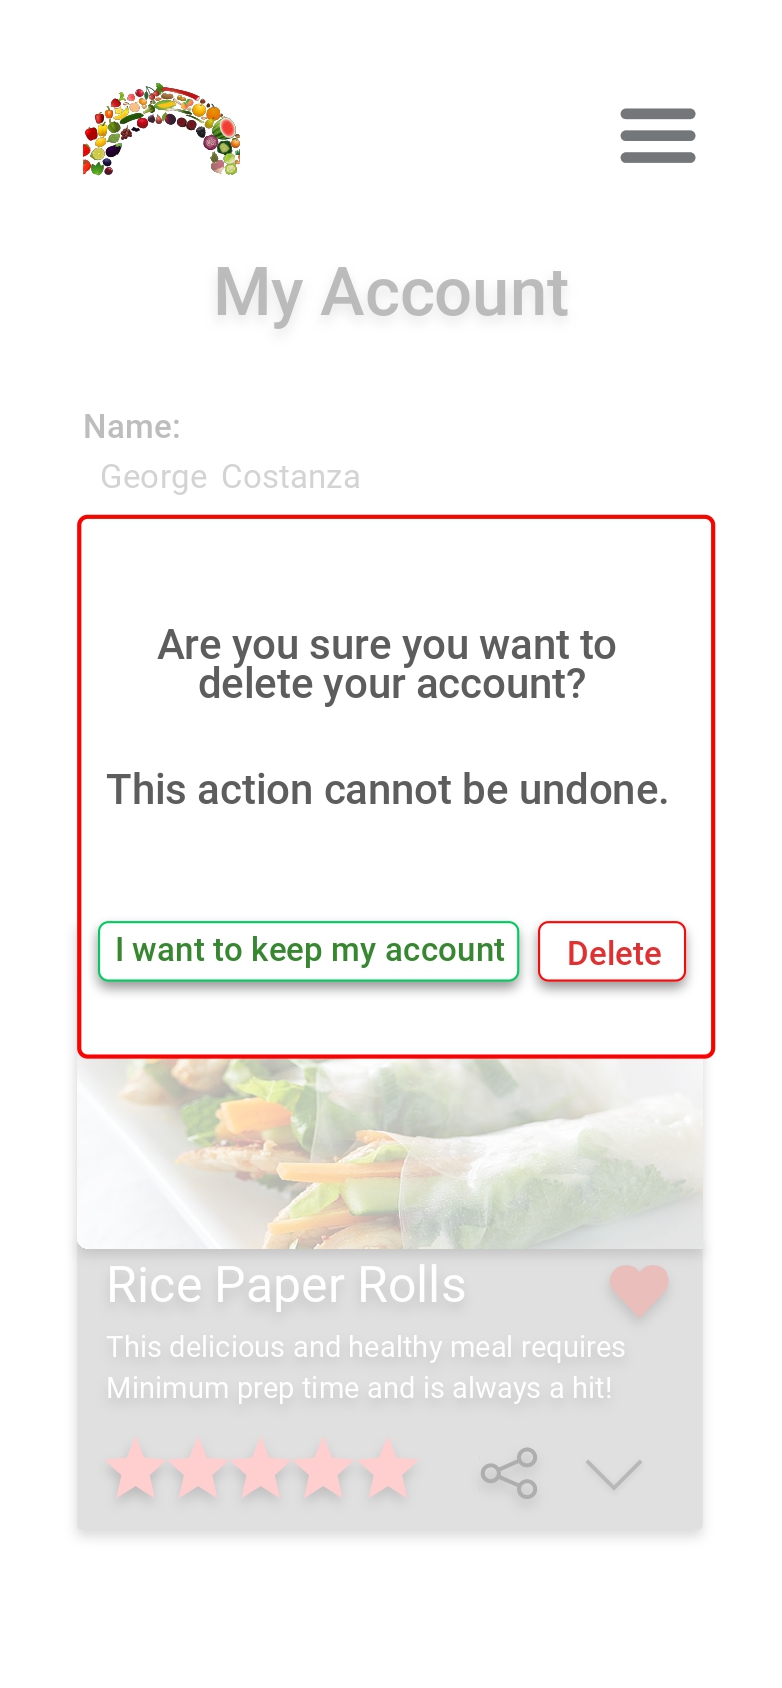 My Account
Name:
George Costanza
Are you sure you want to
delete your account?
This action cannot be undone.
I want to keep my account
Delete
Rice Paper Rolls
This delicious and healthy meal requires
Minimum prep time and is always a hit!